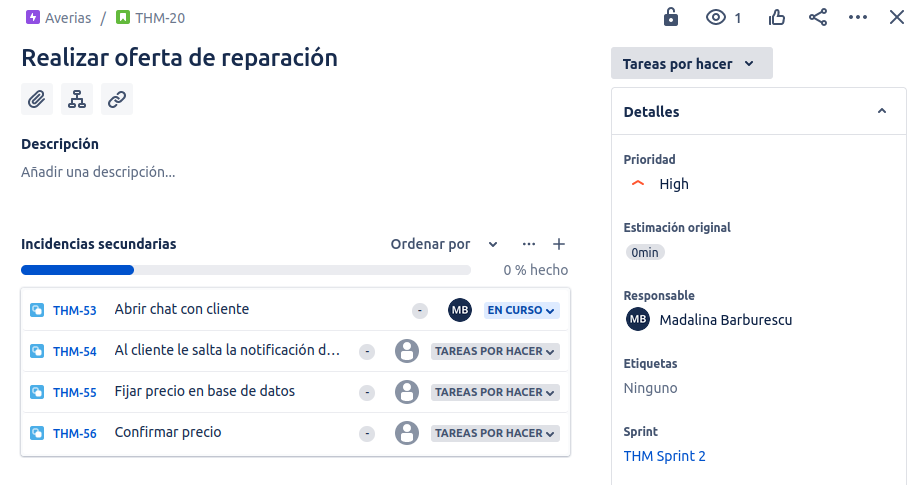 Averias / THM-20
1
Realizar oferta de reparación
Tareas por hacer
Descripción
Añadir una descripción...
Incidencias secundarias
Ordenar por
0 % hecho
THM-53 Abrir chat con cliente - MB EN CURSO
THM-54 Al cliente le salta la notificación d... - TAREAS POR HACER
THM-55 Fijar precio en base de datos - TAREAS POR HACER
THM-56 Confirmar precio - TAREAS POR HACER
Detalles
Prioridad
High
Estimación original
0min
Responsable
MB Madalina Barburescu
Etiquetas
Ninguno
Sprint
THM Sprint 2